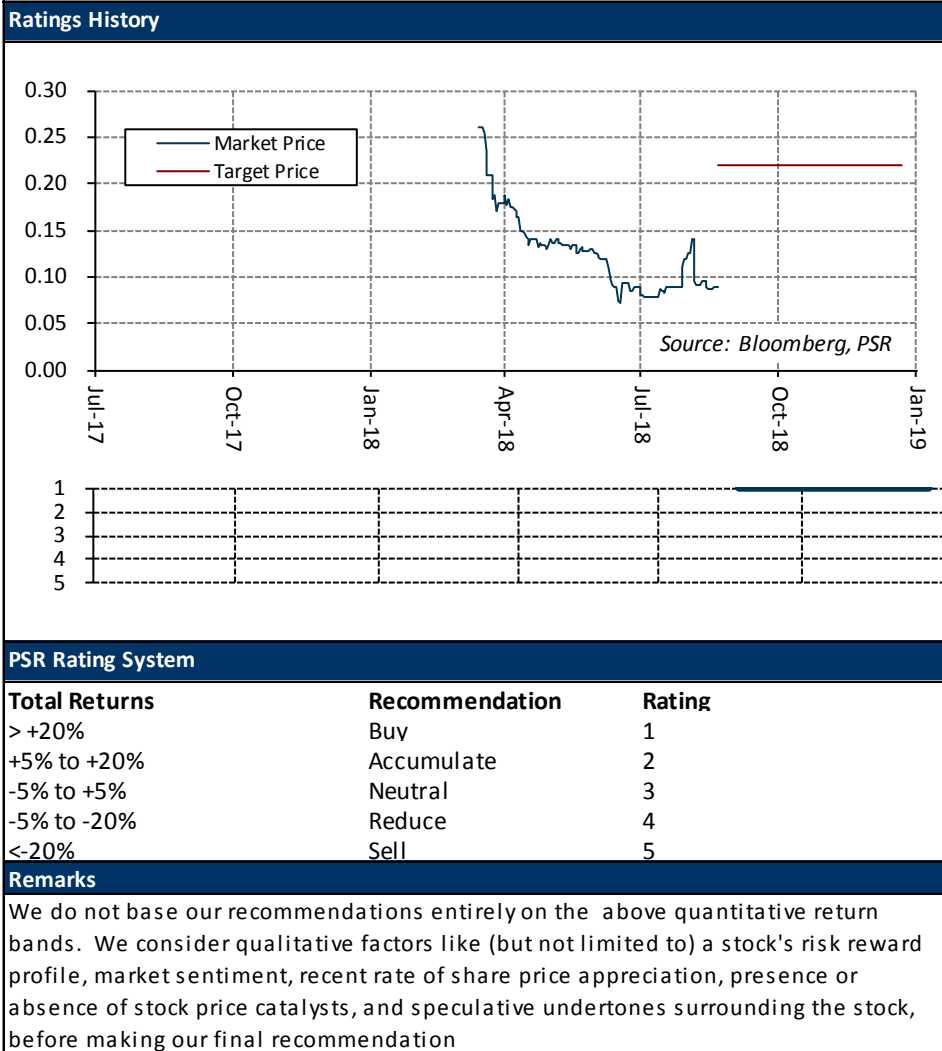 Ratings History
0.30
0.25
Market Price
Target Price
0.20
0.15
0.10
0.05
Source: Bloomberg, PSR
0.00
Jul-17 Oct-17 Jan-18 Apr-18 Jul-18 Oct-18 Jan-19
1
2
3
4
5
PSR Rating System
Total Returns Recommendation Rating
> +20% Buy 1
+5% to +20% Accumulate 2
-5% to +5% Neutral 3
-5% to -20% Reduce 4
<-20% Sell 5
Remarks
We do not base our recommendations entirely on the above quantitative return
bands. We consider qualitative factors like (but not limited to) a stock's risk reward
profile, market sentiment, recent rate of share price appreciation, presence or
absence of stock price catalysts, and speculative undertones surrounding the stock,
before making our final recommendation